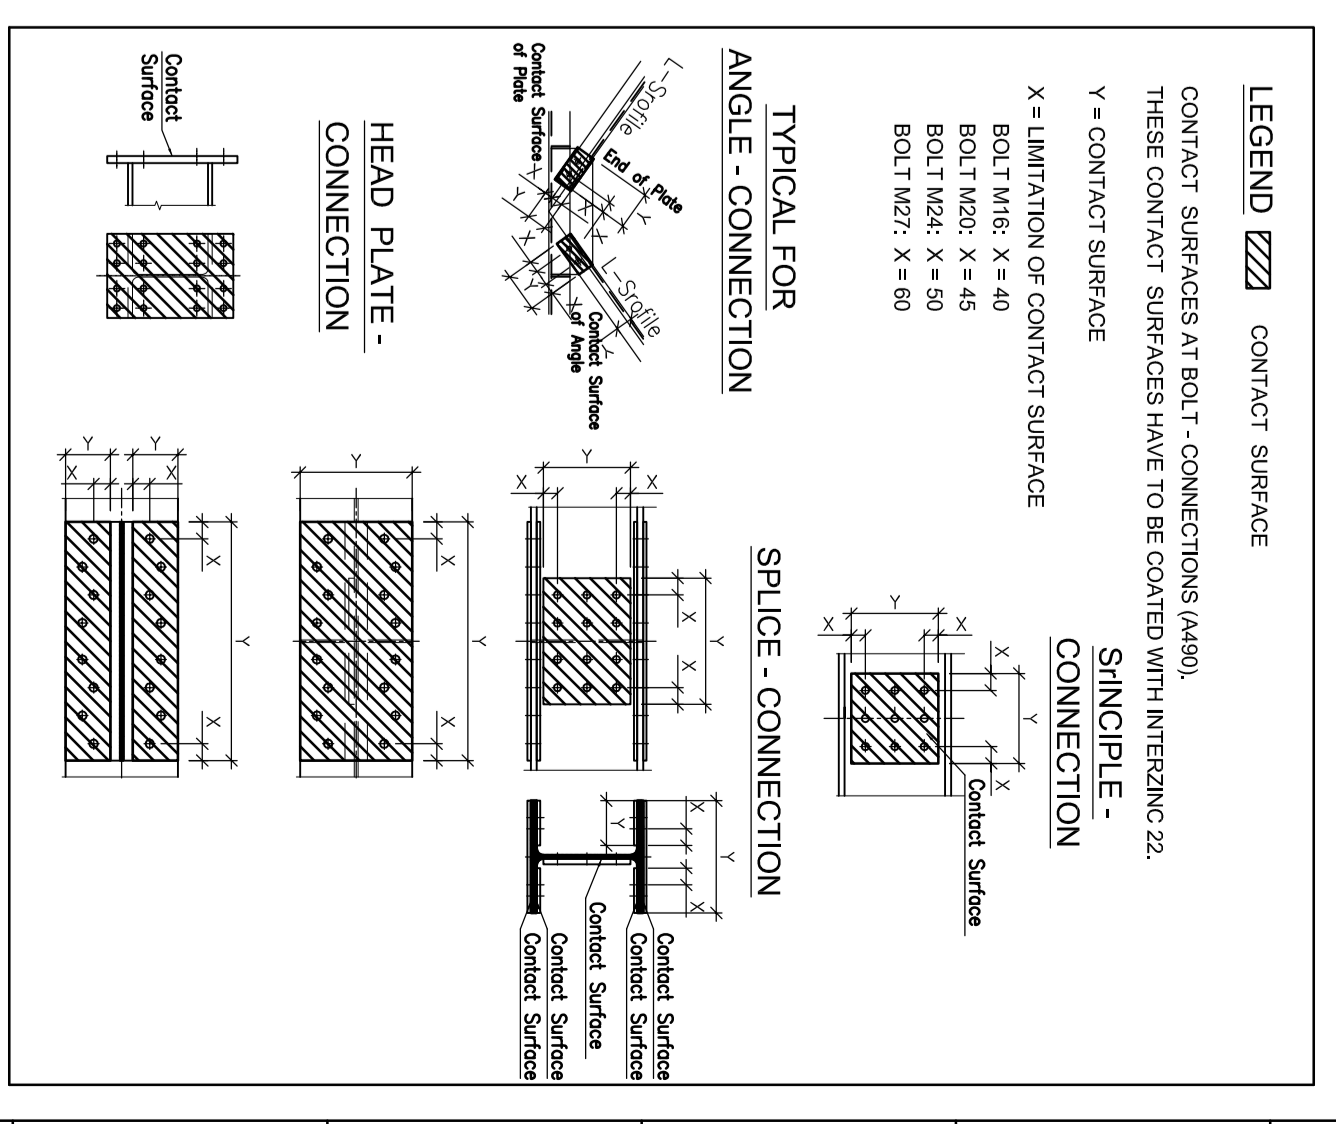 LEGEND CONTACT SURFACE
CONTACT SURFACES AT BOLT - CONNECTIONS (A490).
THESE CONTACT SURFACES HAVE TO BE COATED WITH INTERZINC 22.
Y = CONTACT SURFACE
X = LIMITATION OF CONTACT SURFACE
BOLT M16: X = 40
BOLT M20: X = 45
BOLT M24: X = 50
BOLT M27: X = 60
SrINCIPLE -
CONNECTION
Y
X
X
X
Y
X
Contact Surface
TYPICAL FOR
ANGLE - CONNECTION
L-Srofile
End of Plate
Contact Surface
of Plate
L-Srofile
Contact Surface
of Angle
X
Y
SPLICE - CONNECTION
Y
X
X
X
Y
X
X
Y
X
Y
Contact Surface
Contact Surface
Contact Surface
Contact Surface
Contact Surface
HEAD PLATE -
CONNECTION
Contact
Surface
Y
X
Y
X
Y
Y
X
X
X
Y
X